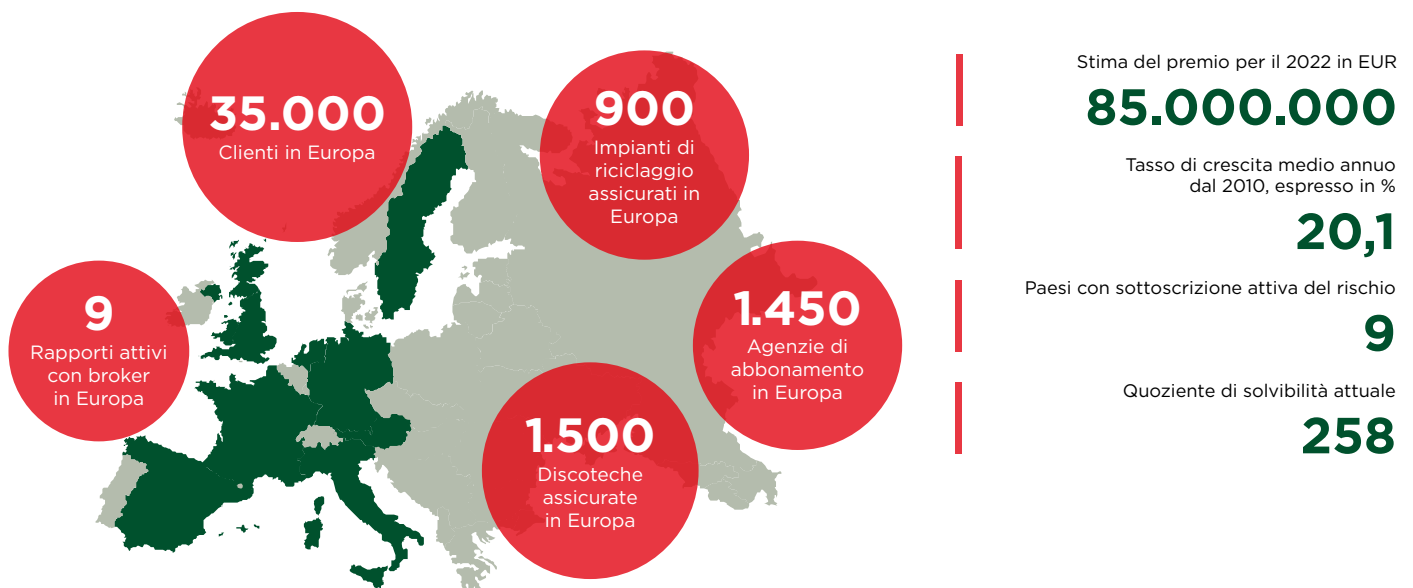 35.000
Clienti in Europa
900
Impianti di
riciclaggio
assicurati in
Europa
9
Rapporti attivi
con broker
in Europa
1.450
Agenzie di
abbonamento
in Europa
1.500
Discoteche
assicurate
in Europa
Stima del premio per il 2022 in EUR
85.000.000
Tasso di crescita medio annuo
dal 2010, espresso in %
20,1
Paesi con sottoscrizione attiva del rischio
9
Quoziente di solvibilità attuale
258